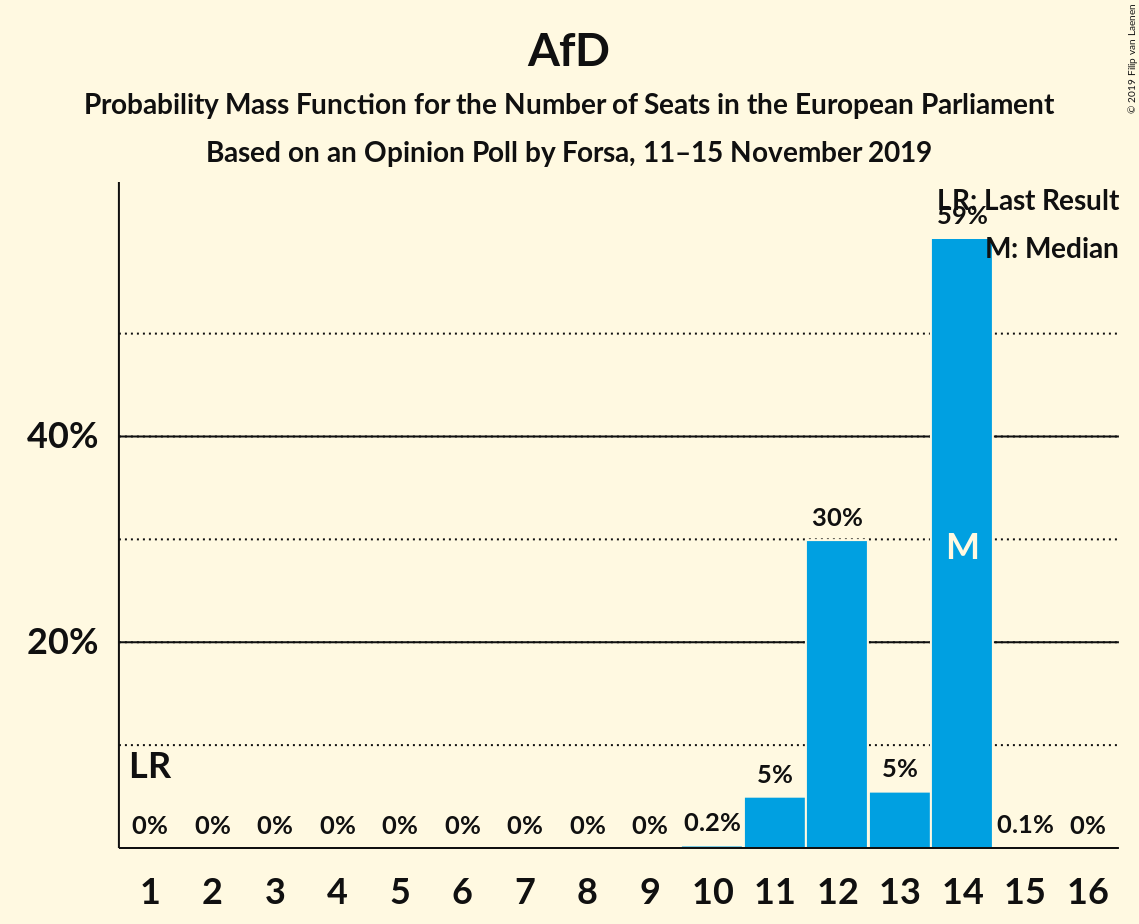 AfD
Probability Mass Function for the Number of Seats in the European Parliament
Based on an Opinion Poll by Forsa, 11–15 November 2019
© 2019 Filip van Laenen
LR: Last Result
M: Median
59%
40%
30%
M
20%
LR
0% 0% 0% 0% 0% 0% 0% 0% 0% 0.2% 5% 5% 0.1% 0%
1 2 3 4 5 6 7 8 9 10 11 12 13 14 15 16